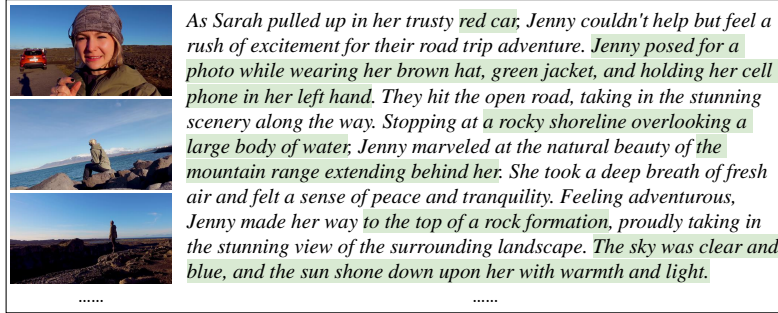 As Sarah pulled up in her trusty red car, Jenny couldn't help but feel a
rush of excitement for their road trip adventure. Jenny posed for a
photo while wearing her brown hat, green jacket, and holding her cell
phone in her left hand. They hit the open road, taking in the stunning
scenery along the way. Stopping at a rocky shoreline overlooking a
large body of water, Jenny marveled at the natural beauty of the
mountain range extending behind her. She took a deep breath of fresh
air and felt a sense of peace and tranquility. Feeling adventurous,
Jenny made her way to the top of a rock formation, proudly taking in
the stunning view of the surrounding landscape. The sky was clear and
blue, and the sun shone down upon her with warmth and light.
...... ......